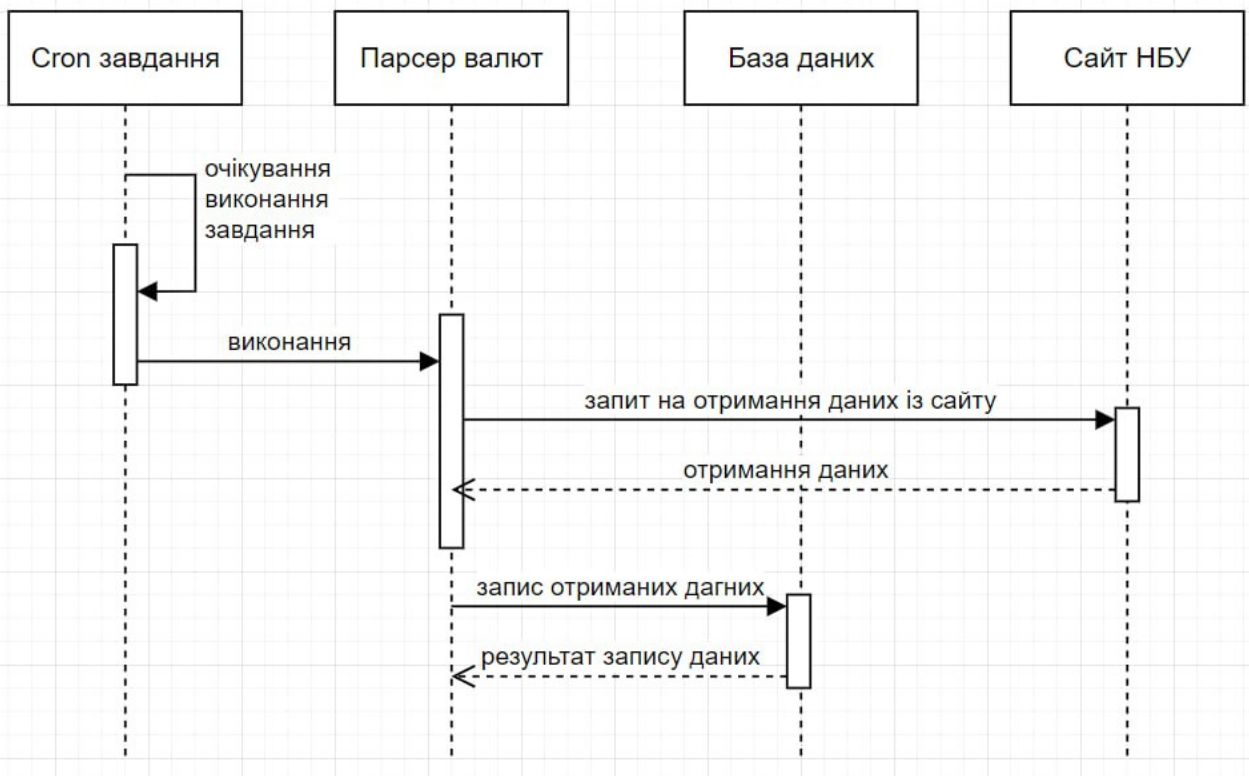 Cron завдання
Парсер валют
База даних
Сайт НБУ
очікування
виконання
завдання
виконання
запит на отримання даних із сайту
отримання даних
запис отриманих дагних
результат запису даних